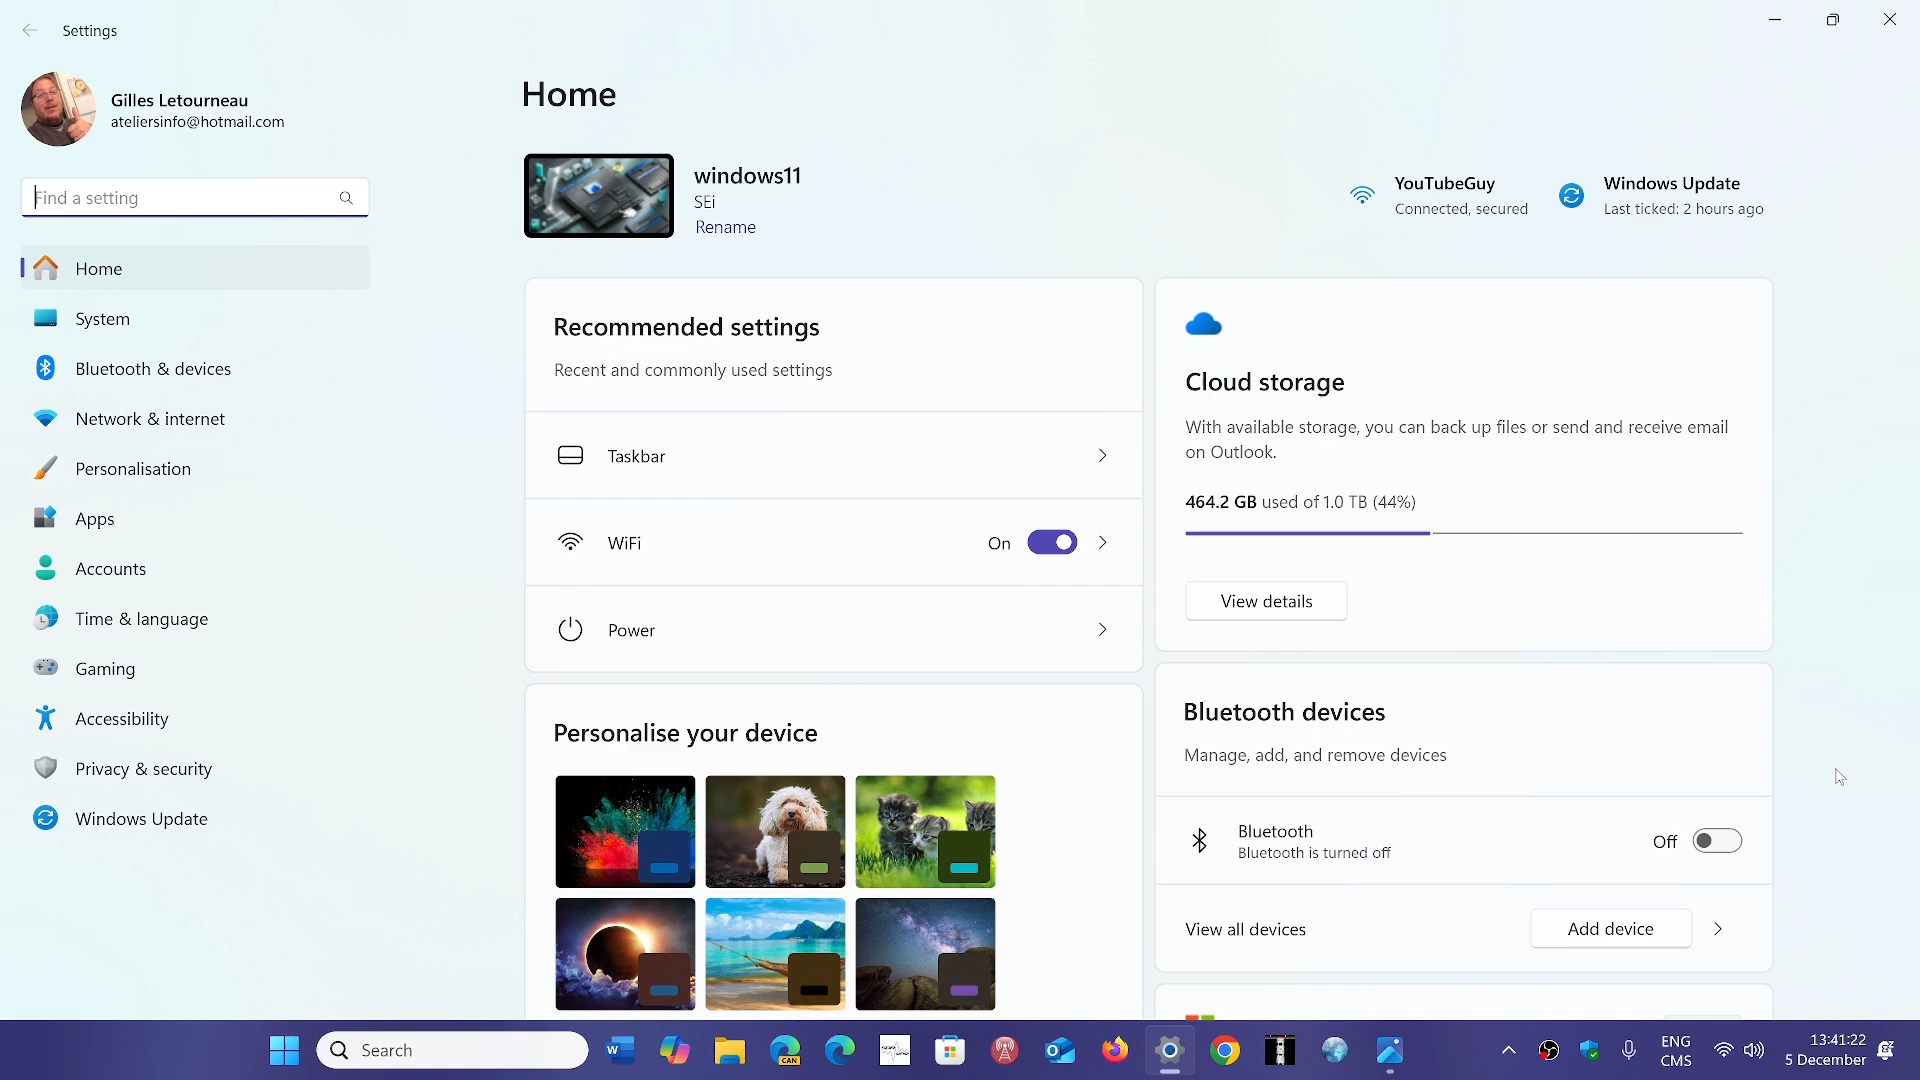 Settings
Gilles Letourneau
ateliersinfo@hotmail.com
Find a setting
Home
System
Bluetooth & devices
Network & internet
Personalisation
Apps
Accounts
Time & language
Gaming
Accessibility
Privacy & security
Windows Update
Home
windows11
SEi
Rename
YouTubeGuy
Connected, secured
Windows Update
Last ticked: 2 hours ago
Recommended settings
Recent and commonly used settings
Taskbar
WiFi
On
Power
Personalise your device
Cloud storage
With available storage, you can back up files or send and receive email
on Outlook.
464.2 GB used of 1.0 TB (44%)
View details
Bluetooth devices
Manage, add, and remove devices
Bluetooth
Bluetooth is turned off
Off
View all devices
Add device
Search
W
CAN
ENG
CMS
13:41:22
5 December